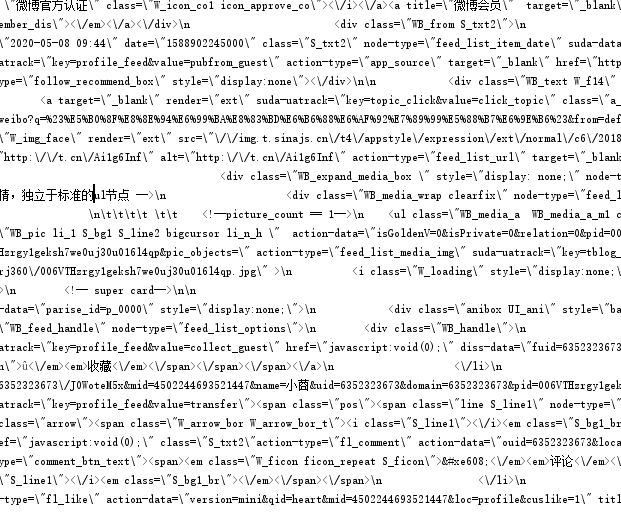 \"微博官方认证\" class=\"W_icon_co1 icon_approve_co\"><\/i><\/a><a title=\"微博会员\"  target=\"_blank\
ember_dis\"><\/em><\/a><\/div>\n                        <div class=\"WB_from S_txt2\">\n
\"2020-05-08 09:44\" date=\"1588902245000\" class=\"S_txt2\" node-type=\"feed_list_item_date\" suda-data
atrack=\"key=profile_feed&value=pubfrom_guest\" action-type=\"app_source\" target=\"_blank\" href=\"http
ype=\"follow_recommend_box\" style=\"display:none\"><\/div>\n\n            <div class=\"WB_text W_f14\"
<a target=\"_blank\" render=\"ext\" suda-uatrack=\"key=topic_click&value=click_topic\" class=\"a_
weibo?q=%23%E5%B0%8F%E8%8E%94%E6%99%BA%E8%83%BD%E6%B6%88%E6%AF%92%E7%89%99%E5%88%B7%E6%9E%B6%23&from=def
\"W_img_face\" render=\"ext\" src=\"\/\/img.t.sinajs.cn\/t4\/appstyle\/expression\/ext\/normal\/c6\/2018
\"http:\/\/t.cn\/Ai1g6Inf\" alt=\"http:\/\/t.cn\/Ai1g6Inf\" action-type=\"feed_list_url\" target=\"_blank
<div class=\"WB_expand_media_box \" style=\"display: none;\" node-t
情，独立于标准的ul节点 -->\n                    <div class=\"WB_media_wrap clearfix\" node-type=\"feed_l
\n\t\t\t\t \t\t    <!--picture_count == 1-->\n      <ul class=\"WB_media_a  WB_media_a_m1 c
WB_pic li_1 S_bg1 S_line2 bigcursor li_n_h \"  action-data=\"isGoldenV=0&isPrivate=0&relation=0&pid=00
Hzrgy1geksh7we0uj30u0164qp&pic_objects=\" action-type=\"feed_list_media_img\" suda-uatrack=\"key=tblog_
rj360\/006VTHzrgy1geksh7we0uj30u0164qp.jpg\" >\n         <i class=\"W_loading\" style=\"display:none;\
>\n      <!-- super card-->\n\n
-data=\"parise_id=p_0000\" style=\"display:none;\">\n            <div class=\"anibox UI_ani\" style=\"ba
\"WB_feed_handle\" node-type=\"feed_list_options\">\n        <div class=\"WB_handle\">\n
atrack=\"key=profile_feed&value=collect_guest\" href=\"javascript:void(0);\" diss-data=\"fuid=6352323673
n\">û<\/em><em>收藏<\/em><\/span><\/span><\/span><\/a>\n                    <\/li>\n
6352323673\/J0WoteM5x&mid=4502244693521447&name=小茴&uid=6352323673&domain=6352323673&pid=006VTHzrgy1gek
atrack=\"key=profile_feed&value=transfer\"><span class=\"pos\"><span class=\"line S_line1\" node-type=\"
class=\"arrow\"><span class=\"W_arrow_bor W_arrow_bor_t\"><i class=\"S_line1\"><\/i><em class=\"S_bg1_br
ef=\"javascript:void(0);\" class=\"S_txt2\"action-type=\"fl_comment\" action-data=\"ouid=6352323673&loca
ype=\"comment_btn_text\"><span><em class=\"W_ficon ficon_repeat S_ficon\">&#xe608;<\/em><em>评论<\/em><\
\"S_line1\"><\/i><em class=\"S_bg1_br\"><\/em><\/span><\/span>\n                    <\/li>\n
-type=\"fl_like\" action-data=\"version=mini&qid=heart&mid=4502244693521447&loc=profile&cuslike=1\" titl